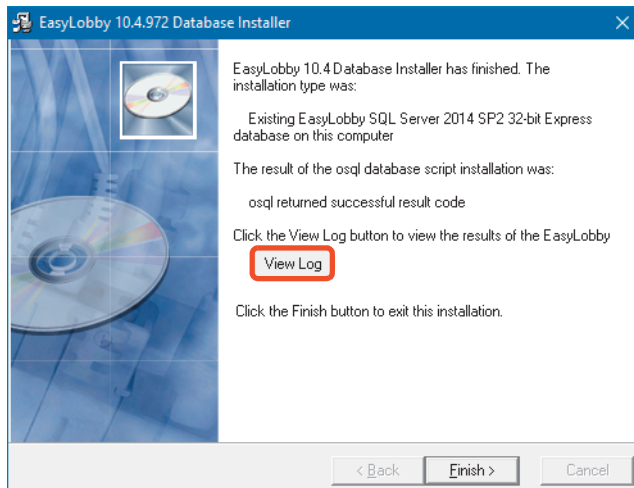 EasyLobby 10.4.972 Database Installer
EasyLobby 10.4 Database Installer has finished. The
installation type was:
Existing EasyLobby SQL Server 2014 SP2 32-bit Express
database on this computer
The result of the osql database script installation was:
osql returned successful result code
Click the View Log button to view the results of the EasyLobby
View Log
Click the Finish button to exit this installation.
< Back
Finish >
Cancel